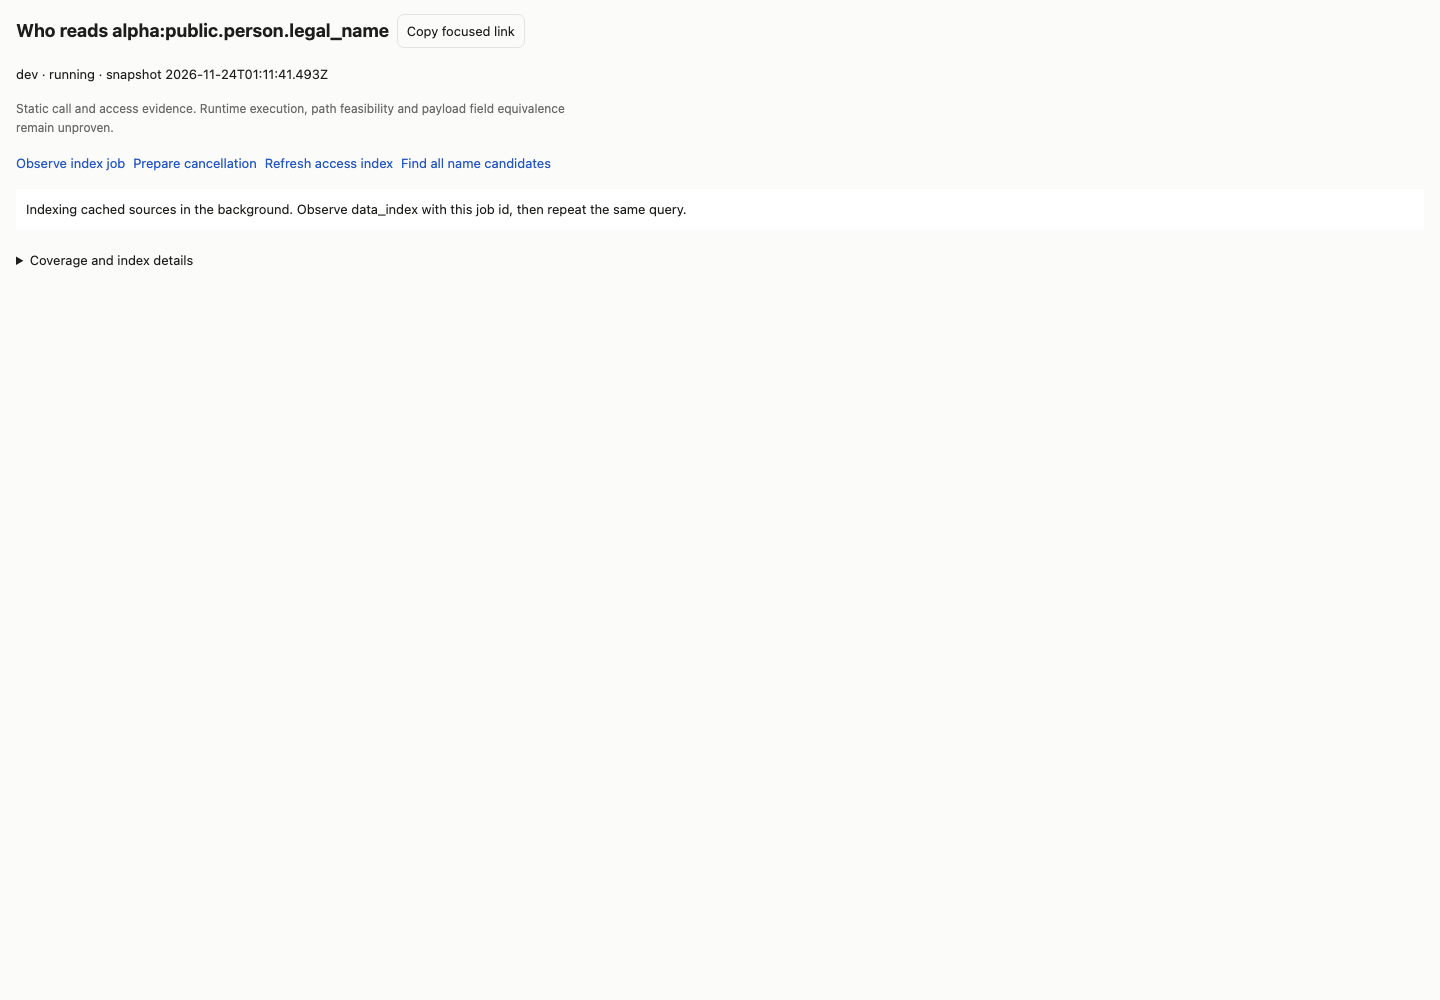 Who reads alpha:public.person.legal_name
Copy focused link
dev · running · snapshot 2026-11-24T01:11:41.493Z
Static call and access evidence. Runtime execution, path feasibility and payload field equivalence
remain unproven.
Observe index job Prepare cancellation Refresh access index Find all name candidates
Indexing cached sources in the background. Observe data_index with this job id, then repeat the same query.
Coverage and index details